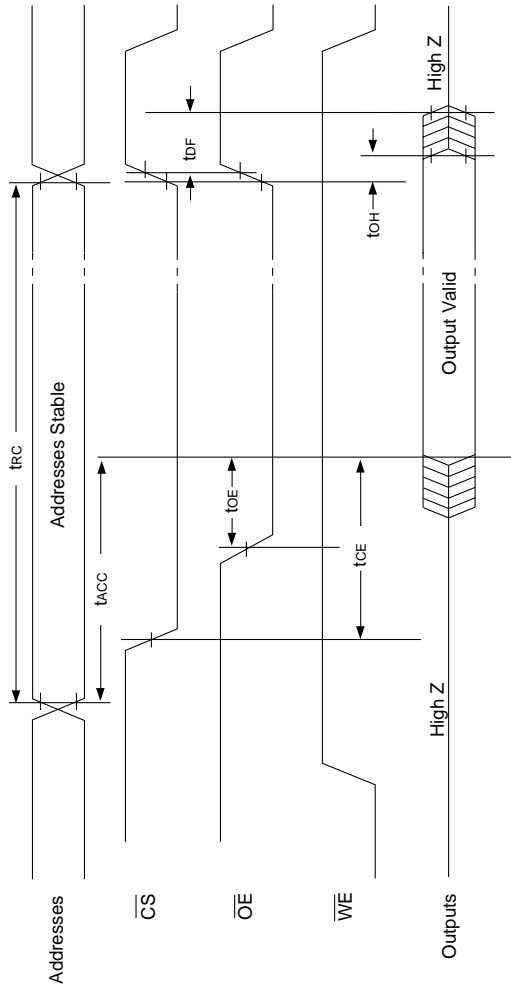 Addresses
tRC
Addresses Stable
tACC
CS
tDF
OE
tOE
WE
tCE
tOH
Outputs
High Z
Output Valid
High Z